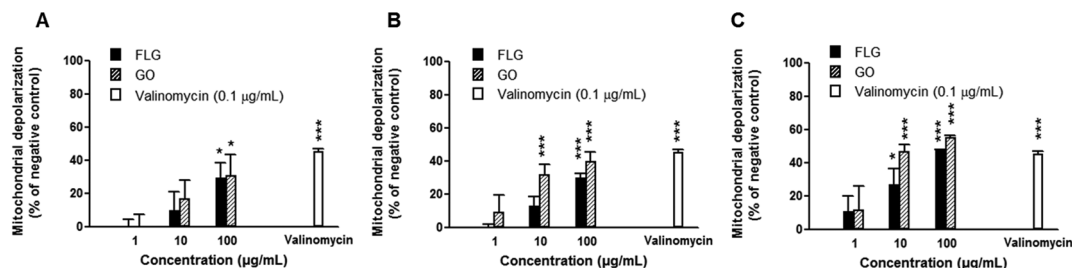 A
Mitochondrial depolarization
(% of negative control)
100
80
60
40
20
0
FLG
GO
Valinomycin (0.1 µg/mL)
* * ***
1 10 100 Valinomycin
Concentration (µg/mL)
B
Mitochondrial depolarization
(% of negative control)
100
80
60
40
20
0
FLG
GO
Valinomycin (0.1 µg/mL)
*** *** *** ***
1 10 100 Valinomycin
Concentration (µg/mL)
C
Mitochondrial depolarization
(% of negative control)
100
80
60
40
20
0
FLG
GO
Valinomycin (0.1 µg/mL)
* *** *** *** ***
1 10 100 Valinomycin
Concentration (µg/mL)